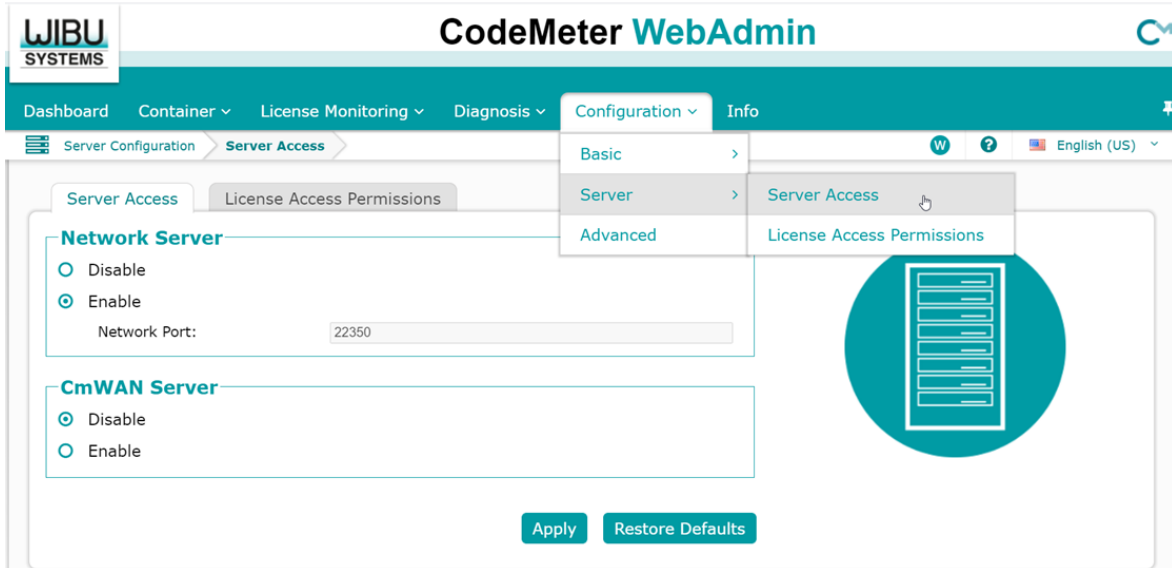 WIBU
SYSTEMS
CodeMeter WebAdmin
Dashboard Container License Monitoring Diagnosis Configuration Info
Server Configuration Server Access
W ? English (US)
Basic
Server
Advanced
Server Access
License Access Permissions
Server Access License Access Permissions
Network Server
Disable
Enable
Network Port: 22350
CmWAN Server
Disable
Enable
Apply Restore Defaults